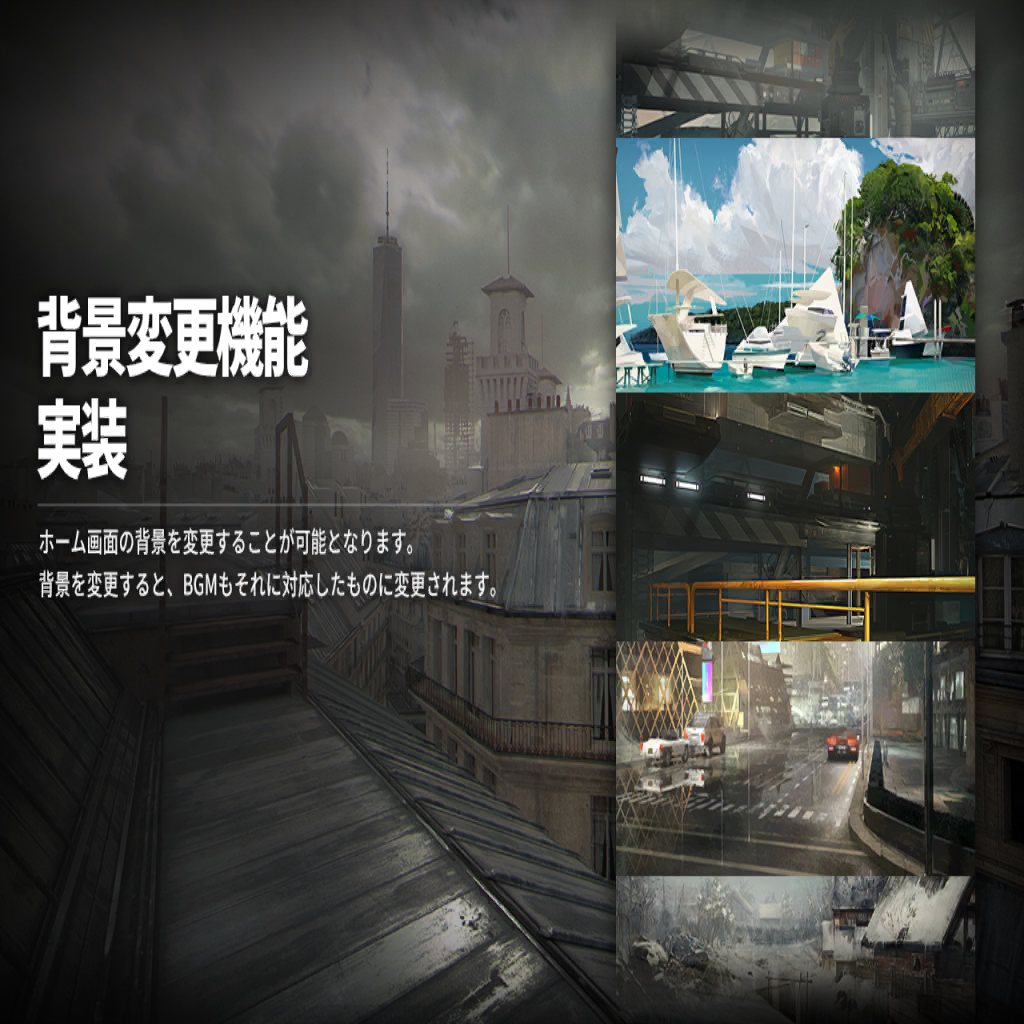 背景変更機能
実装
ホーム画面の背景を変更することが可能となります。
背景を変更すると、BGMもそれに対応したものに変更されます。